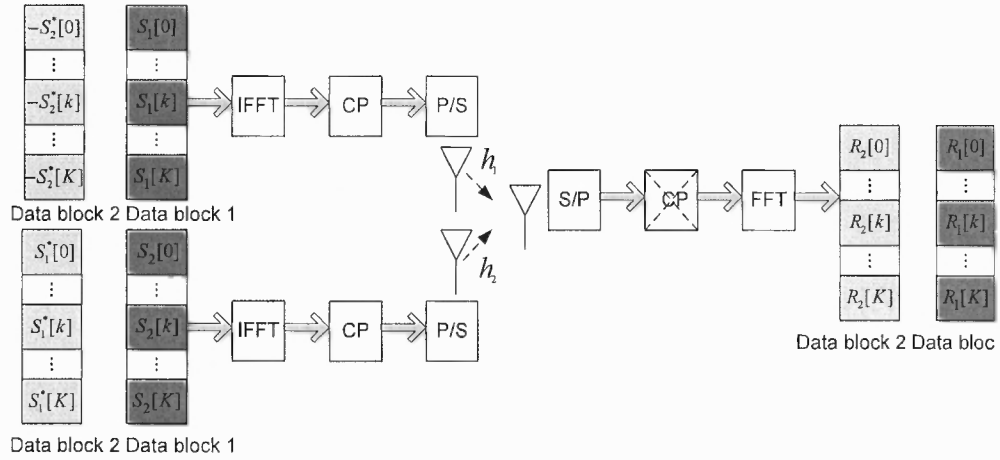 −S₂*[0] S₁[0]
⋮ ⋮
−S₂*[k] S₁[k] IFFT CP P/S
⋮ ⋮
−S₂*[K] S₁[K]
Data block 2 Data block 1
h₁
S₁*[0] S₂[0]
⋮ ⋮
S₁*[k] S₂[k] IFFT CP P/S
⋮ ⋮
S₁*[K] S₂[K]
Data block 2 Data block 1
h₂
S/P CP FFT
R₂[0] R₁[0]
⋮ ⋮
R₂[k] R₁[k]
⋮ ⋮
R₂[K] R₁[K]
Data block 2 Data bloc